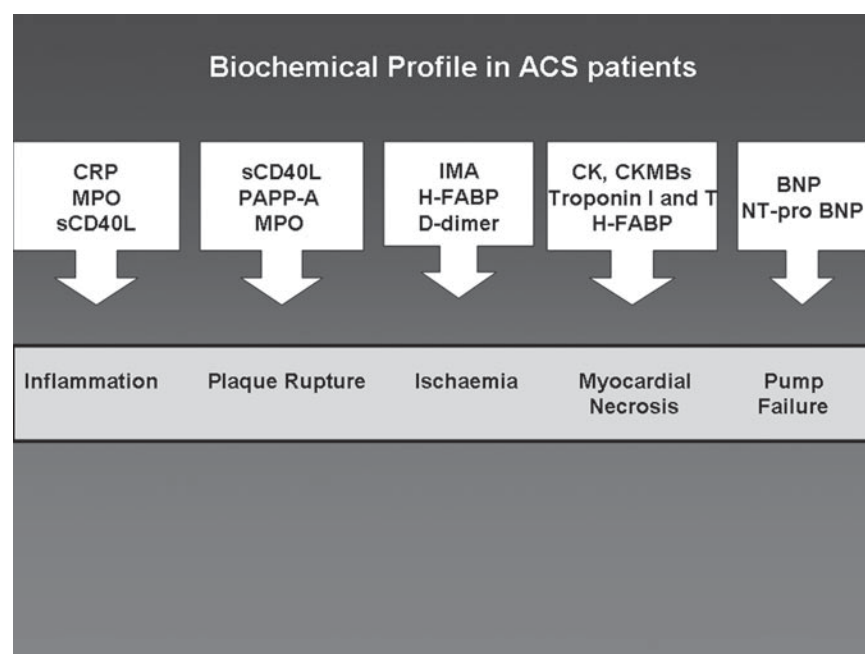 Biochemical Profile in ACS patients
CRP
MPO
sCD40L
sCD40L
PAPP-A
MPO
IMA
H-FABP
D-dimer
CK, CKMBs
Troponin I and T
H-FABP
BNP
NT-pro BNP
Inflammation
Plaque Rupture
Ischaemia
Myocardial
Necrosis
Pump
Failure